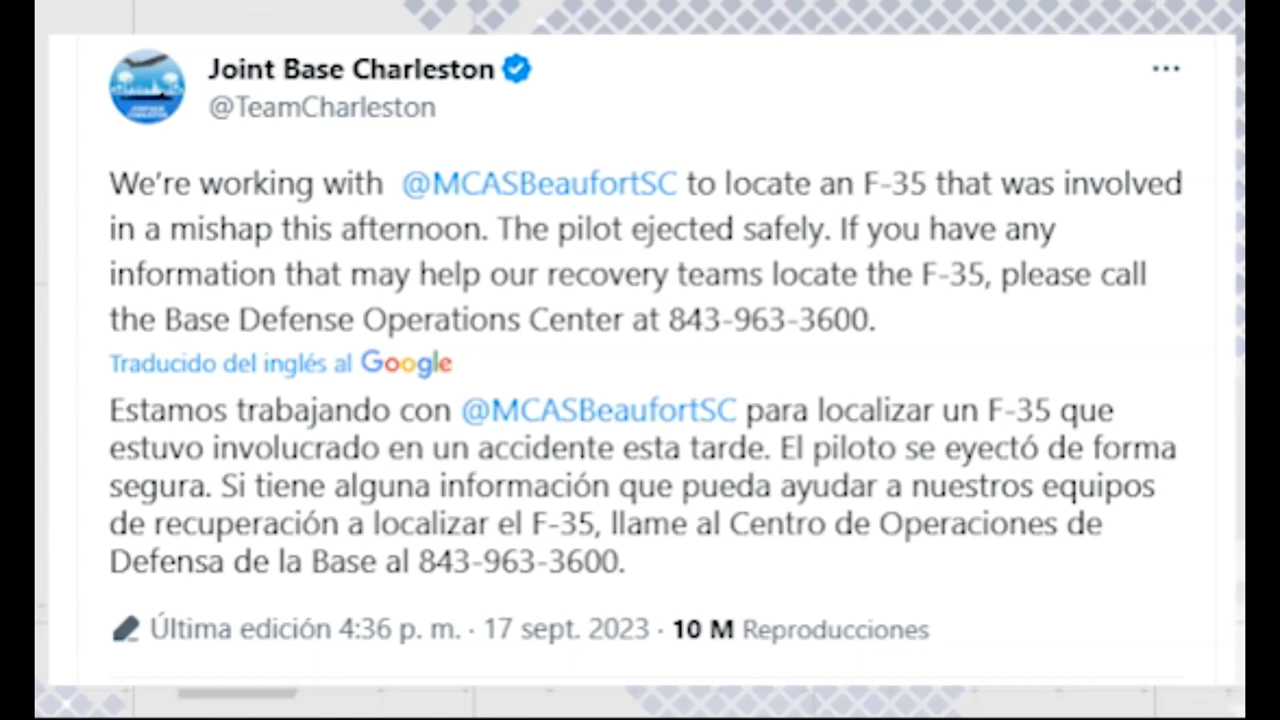 Joint Base Charleston
@TeamCharleston
We're working with @MCASBeaufortSC to locate an F-35 that was involved
in a mishap this afternoon. The pilot ejected safely. If you have any
information that may help our recovery teams locate the F-35, please call
the Base Defense Operations Center at 843-963-3600.
Traducido del inglés al Google
Estamos trabajando con @MCASBeaufortSC para localizar un F-35 que
estuvo involucrado en un accidente esta tarde. El piloto se eyectó de forma
segura. Si tiene alguna información que pueda ayudar a nuestros equipos
de recuperación a localizar el F-35, llame al Centro de Operaciones de
Defensa de la Base al 843-963-3600.
Última edición 4:36 p. m. · 17 sept. 2023 · 10 M Reproducciones